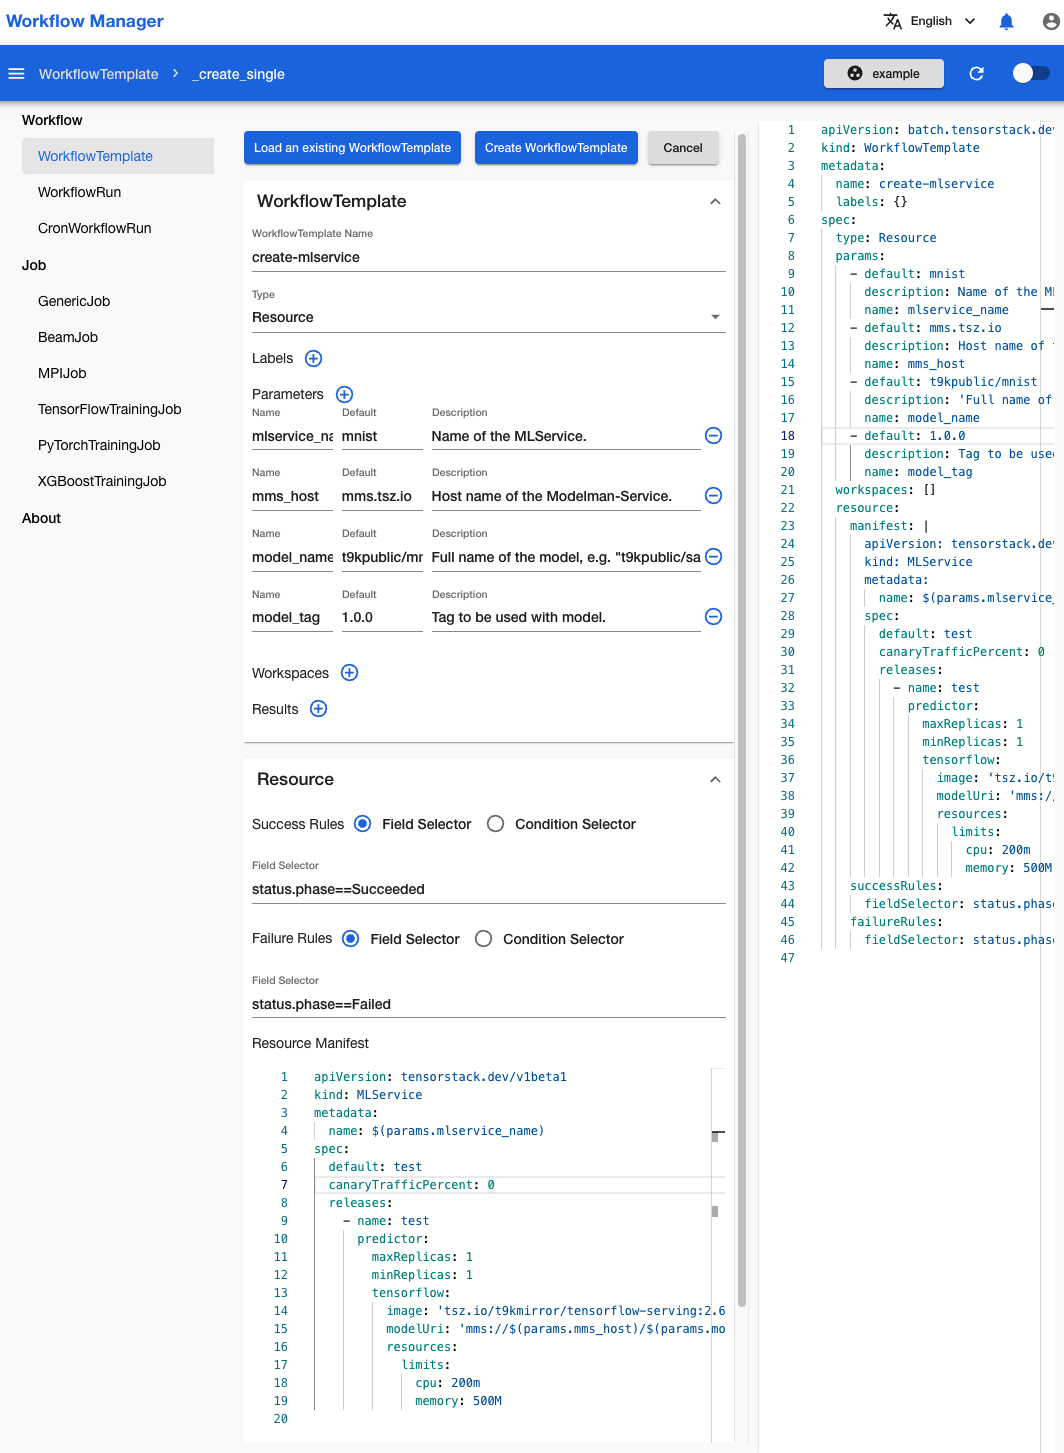 Workflow Manager
English
WorkflowTemplate > _create_single
example
Workflow
WorkflowTemplate
WorkflowRun
CronWorkflowRun
Job
GenericJob
BeamJob
MPIJob
TensorFlowTrainingJob
PyTorchTrainingJob
XGBoostTrainingJob
About
Load an existing WorkflowTemplate
Create WorkflowTemplate
Cancel
WorkflowTemplate
WorkflowTemplate Name
create-mlservice
Type
Resource
Labels
Parameters
Name Default Description
mlservice_na mnist Name of the MLService.
Name Default Description
mms_host mms.tsz.io Host name of the Modelman-Service.
Name Default Description
model_name t9kpublic/mn Full name of the model, e.g. "t9kpublic/sa
Name Default Description
model_tag 1.0.0 Tag to be used with model.
Workspaces
Results
Resource
Success Rules Field Selector Condition Selector
Field Selector
status.phase==Succeeded
Failure Rules Field Selector Condition Selector
Field Selector
status.phase==Failed
Resource Manifest
1 apiVersion: tensorstack.dev/v1beta1
2 kind: MLService
3 metadata:
4 name: $(params.mlservice_name)
5 spec:
6 default: test
7 canaryTrafficPercent: 0
8 releases:
9 - name: test
10 predictor:
11 maxReplicas: 1
12 minReplicas: 1
13 tensorflow:
14 image: 'tsz.io/t9kmirror/tensorflow-serving:2.6
15 modelUri: 'mms://$(params.mms_host)/$(params.mo
16 resources:
17 limits:
18 cpu: 200m
19 memory: 500M
20
1 apiVersion: batch.tensorstack.dev
2 kind: WorkflowTemplate
3 metadata:
4 name: create-mlservice
5 labels: {}
6 spec:
7 type: Resource
8 params:
9 - default: mnist
10 description: Name of the Ml
11 name: mlservice_name
12 - default: mms.tsz.io
13 description: Host name of
14 name: mms_host
15 - default: t9kpublic/mnist
16 description: 'Full name of
17 name: model_name
18 - default: 1.0.0
19 description: Tag to be used
20 name: model_tag
21 workspaces: []
22 resource:
23 manifest: |
24 apiVersion: tensorstack.dev
25 kind: MLService
26 metadata:
27 name: $(params.mlservice_
28 spec:
29 default: test
30 canaryTrafficPercent: 0
31 releases:
32 - name: test
33 predictor:
34 maxReplicas: 1
35 minReplicas: 1
36 tensorflow:
37 image: 'tsz.io/t9
38 modelUri: 'mms:/
39 resources:
40 limits:
41 cpu: 200m
42 memory: 500M
43 successRules:
44 fieldSelector: status.phase
45 failureRules:
46 fieldSelector: status.phase
47